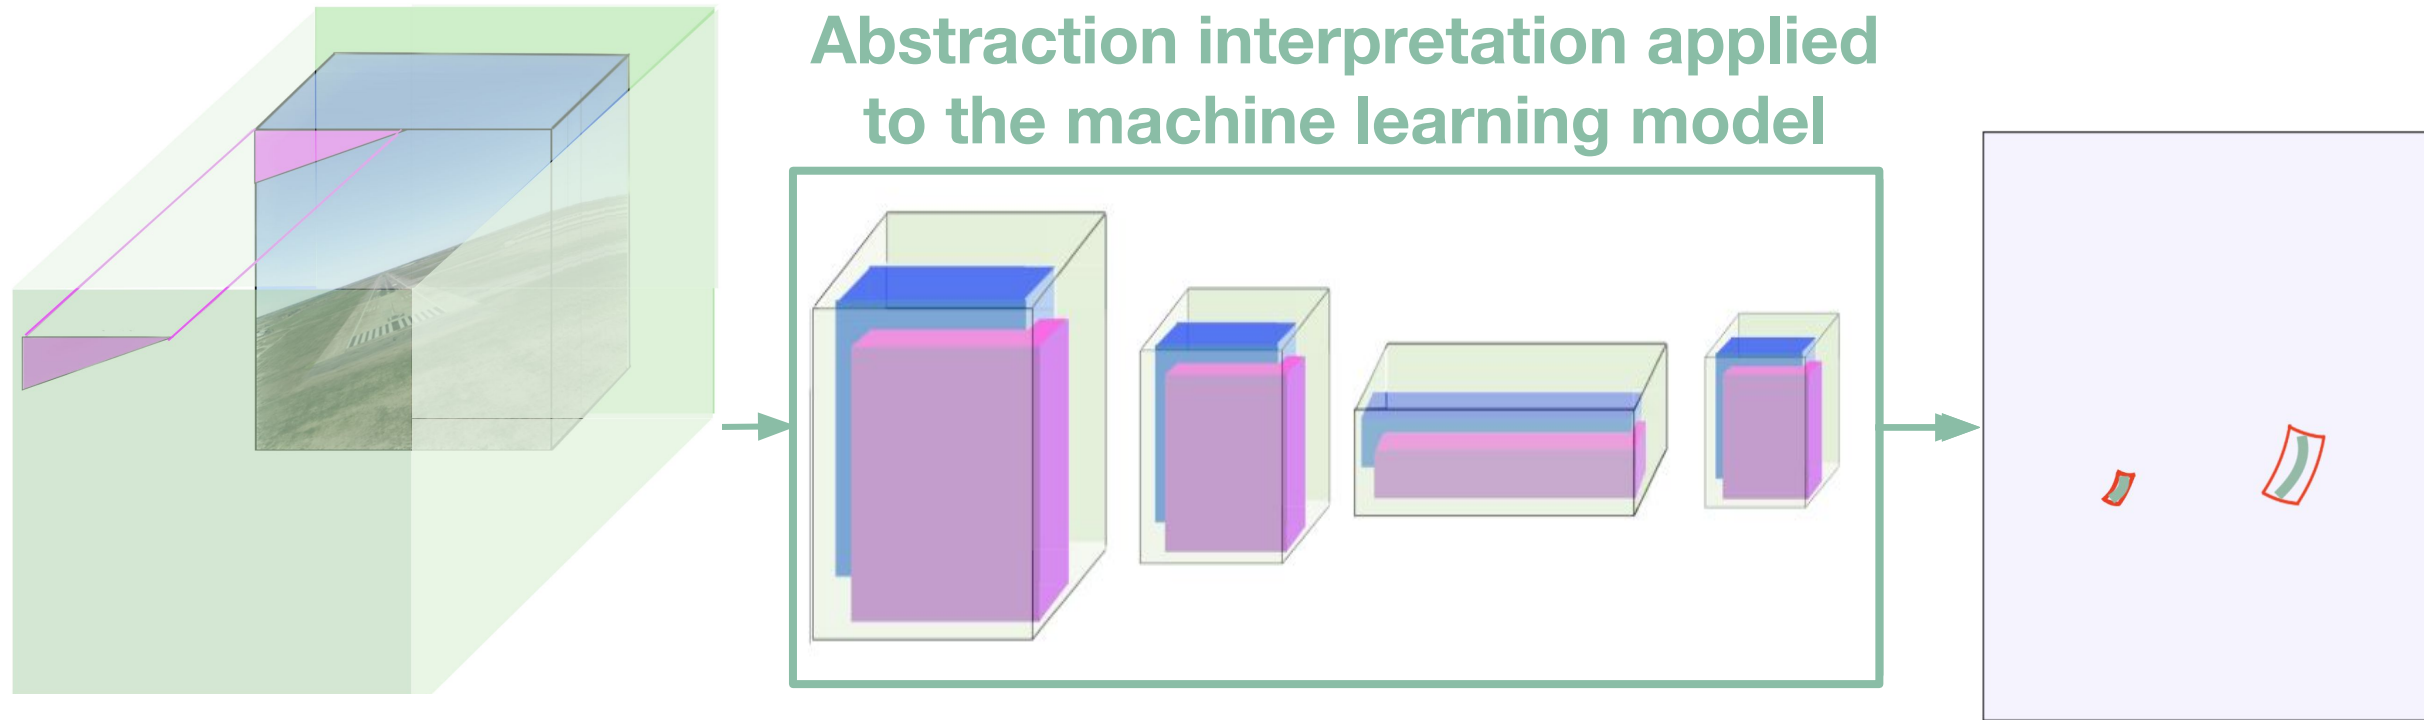 Abstraction interpretation applied
to the machine learning model